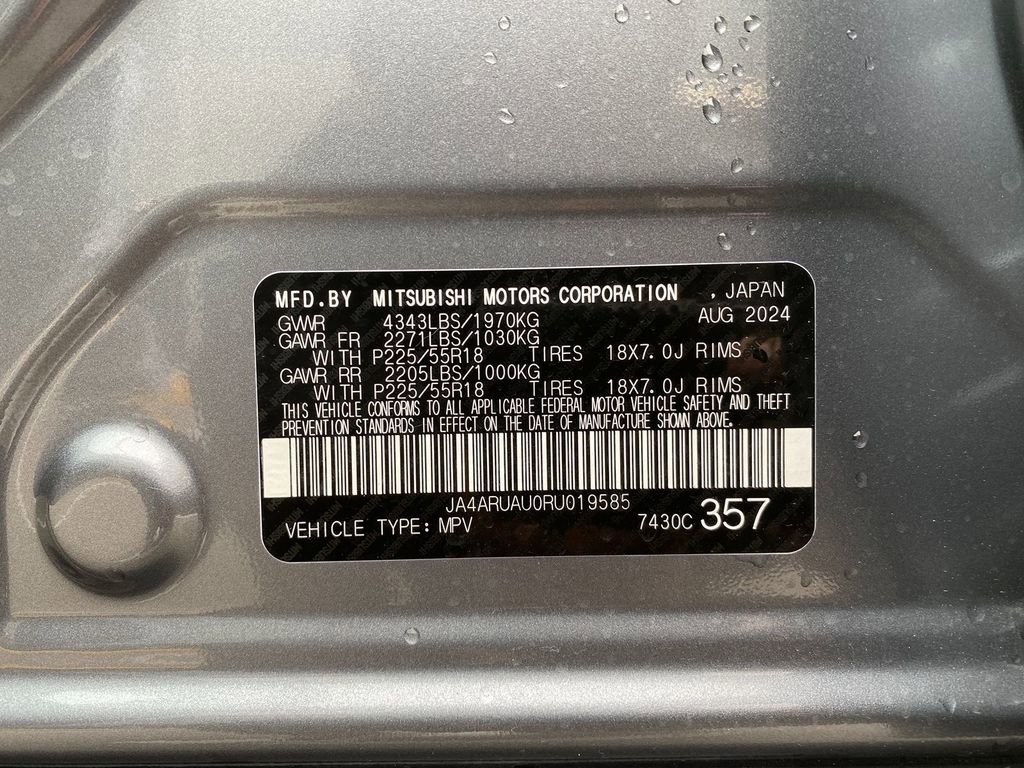 MFD.BY MITSUBISHI MOTORS CORPORATION , JAPAN
GVWR 4343LBS/1970KG AUG 2024
GAWR FR 2271LBS/1030KG
WITH P225/55R18 TIRES 18X7.0J RIMS
GAWR RR 2205LBS/1000KG
WITH P225/55R18 TIRES 18X7.0J RIMS
THIS VEHICLE CONFORMS TO ALL APPLICABLE FEDERAL MOTOR VEHICLE SAFETY AND THEFT
PREVENTION STANDARDS IN EFFECT ON THE DATE OF MANUFACTURE SHOWN ABOVE.
JA4ARUAU0RU019585
VEHICLE TYPE: MPV 7430C 357